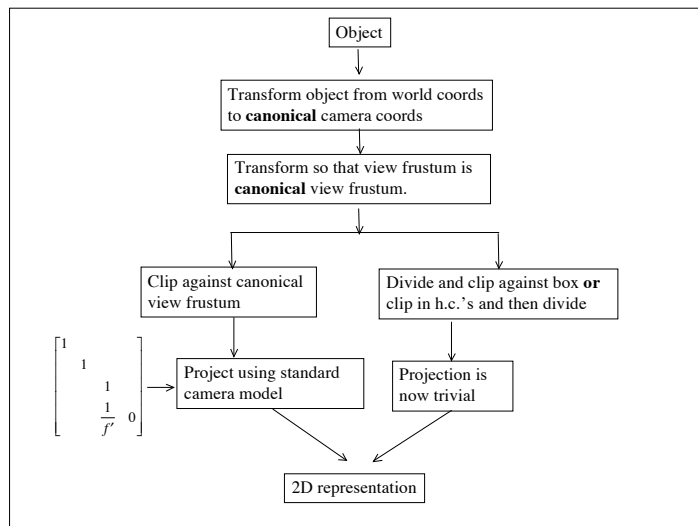 Object
Transform object from world coords
to canonical camera coords
Transform so that view frustum is
canonical view frustum.
Clip against canonical
view frustum
Divide and clip against box or
clip in h.c.'s and then divide
1
1
1
1
f′ 0
Project using standard
camera model
Projection is
now trivial
2D representation